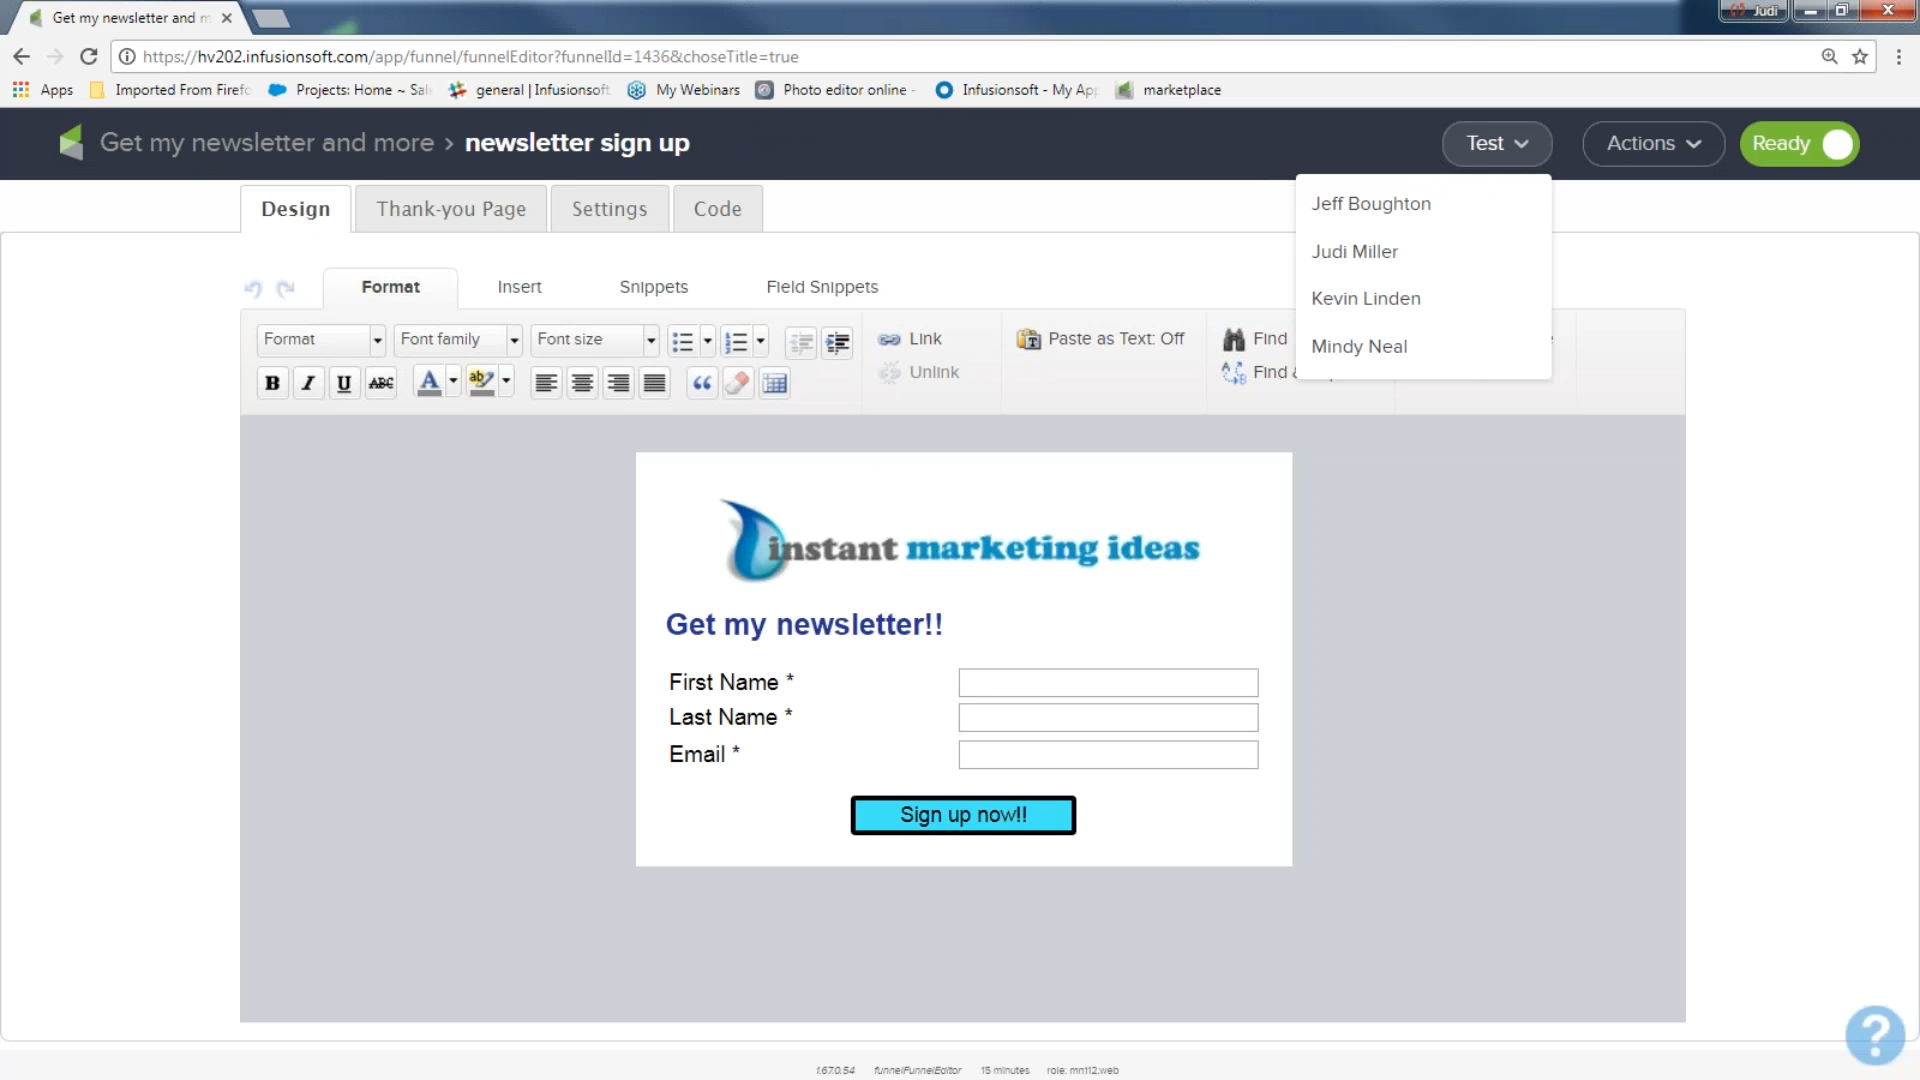 Get my newsletter and m
Judi
https://hv202.infusionsoft.com/app/funnel/funnelEditor?funnelId=1436&choseTitle=true
Apps Imported From Firefo Projects: Home ~ Sal general | Infusionsoft My Webinars Photo editor online - Infusionsoft - My App marketplace
Get my newsletter and more › newsletter sign up Test Actions Ready
Design Thank-you Page Settings Code
Jeff Boughton
Judi Miller
Kevin Linden
Mindy Neal
Format Insert Snippets Field Snippets
Format Font family Font size Link Paste as Text: Off Find
B I U ABC A ab Unlink Find &
instant marketing ideas
Get my newsletter!!
First Name *
Last Name *
Email *
Sign up now!!
?
1.67.0.54 funnelFunnelEditor 15 minutes role: mn112.web